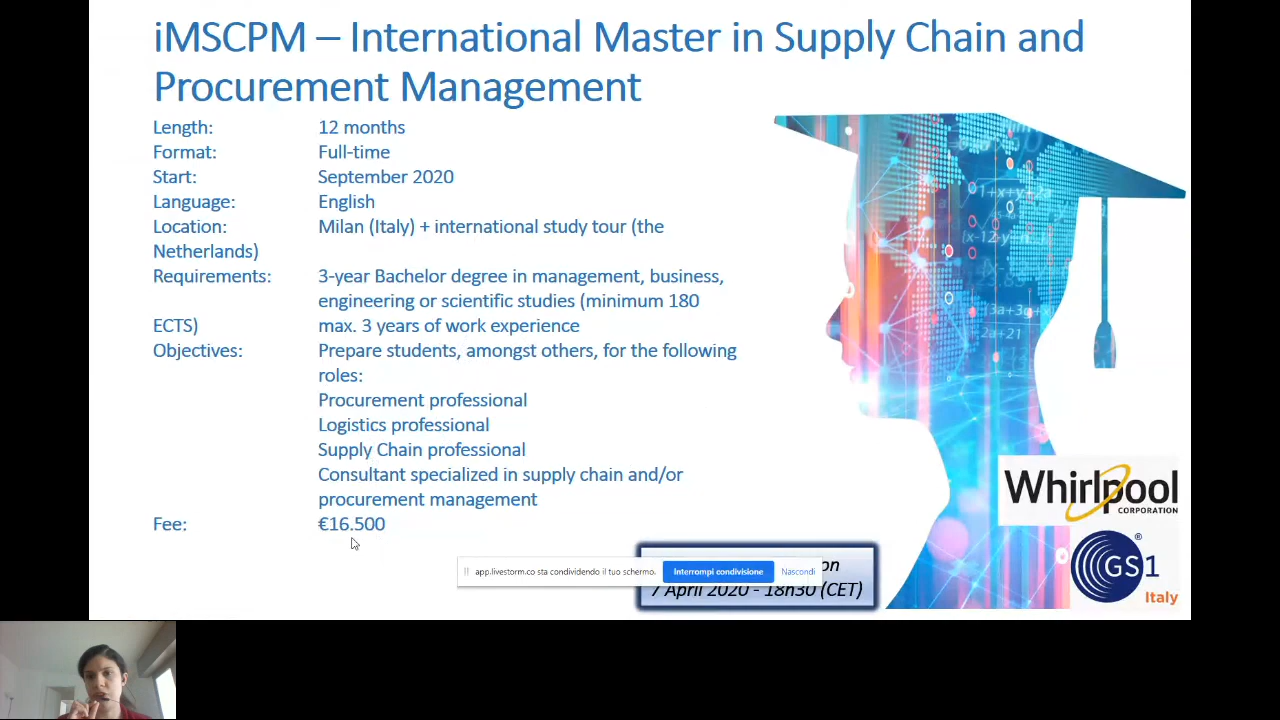 iMSCPM – International Master in Supply Chain and
Procurement Management
Length: 12 months
Format: Full-time
Start: September 2020
Language: English
Location: Milan (Italy) + international study tour (the
Netherlands)
Requirements: 3-year Bachelor degree in management, business,
engineering or scientific studies (minimum 180
ECTS) max. 3 years of work experience
Objectives: Prepare students, amongst others, for the following
roles:
Procurement professional
Logistics professional
Supply Chain professional
Consultant specialized in supply chain and/or
procurement management
Fee: €16.500
1+x+y+2a
Whirlpool
CORPORATION
GS1
®
Italy
on
7 April 2020 - 18h30 (CET)
app.livestorm.co sta condividendo il tuo schermo. Interrompi condivisione Nascondi